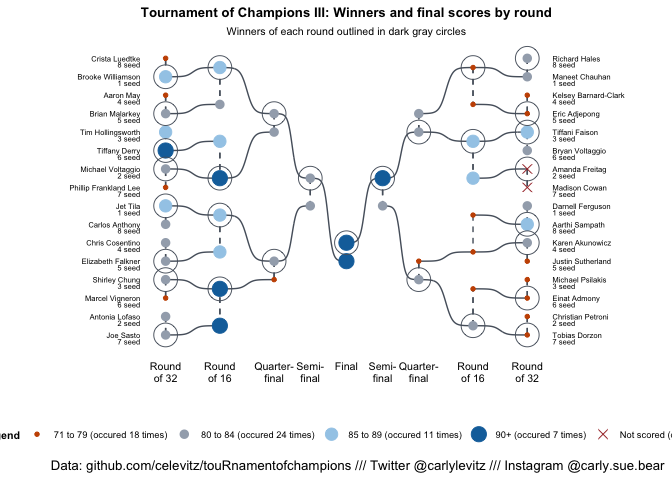 Tournament of Champions III: Winners and final scores by round
Winners of each round outlined in dark gray circles
Crista Luedtke
8 seed
Brooke Williamson
1 seed
Aaron May
4 seed
Brian Malarkey
5 seed
Tim Hollingsworth
3 seed
Tiffany Derry
6 seed
Michael Voltaggio
2 seed
Phillip Frankland Lee
7 seed
Jet Tila
1 seed
Carlos Anthony
8 seed
Chris Cosentino
4 seed
Elizabeth Falkner
5 seed
Shirley Chung
3 seed
Marcel Vigneron
6 seed
Antonia Lofaso
2 seed
Joe Sasto
7 seed
Richard Hales
8 seed
Maneet Chauhan
1 seed
Kelsey Barnard-Clark
4 seed
Eric Adjepong
5 seed
Tiffani Faison
3 seed
Bryan Voltaggio
6 seed
Amanda Freitag
2 seed
Madison Cowan
7 seed
Darnell Ferguson
1 seed
Aarthi Sampath
8 seed
Karen Akunowicz
4 seed
Justin Sutherland
5 seed
Michael Psilakis
3 seed
Einat Admony
6 seed
Christian Petroni
2 seed
Tobias Dorzon
7 seed
Round Round Quarter- Semi- Final Semi- Quarter- Round Round
of 32 of 16 final final final final of 16 of 32
gend 71 to 79 (occured 18 times) 80 to 84 (occured 24 times) 85 to 89 (occured 11 times) 90+ (occured 7 times) Not scored (
Data: github.com/celevitz/touRnamentofchampions /// Twitter @carlylevitz /// Instagram @carly.sue.bear